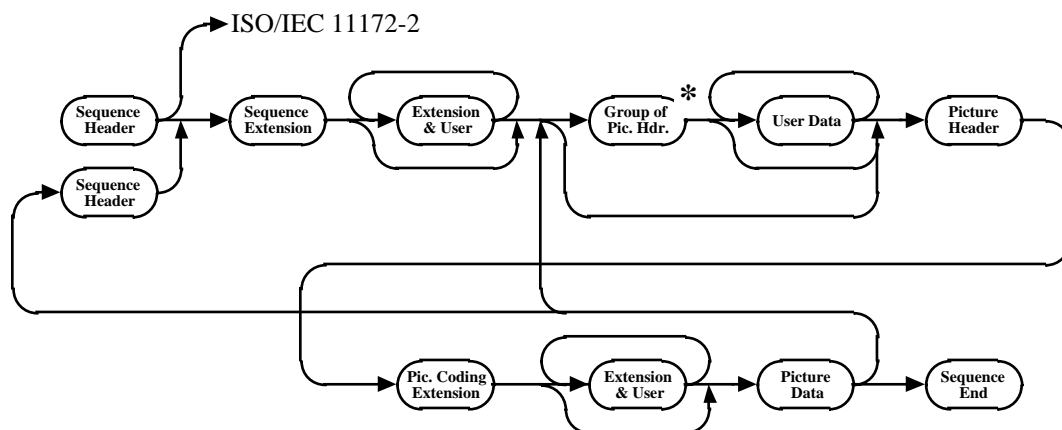 ISO/IEC 11172-2
Sequence
Header
Sequence
Extension
Extension
& User
Group of
Pic. Hdr.
*
User Data
Picture
Header
Sequence
Header
Pic. Coding
Extension
Extension
& User
Picture
Data
Sequence
End